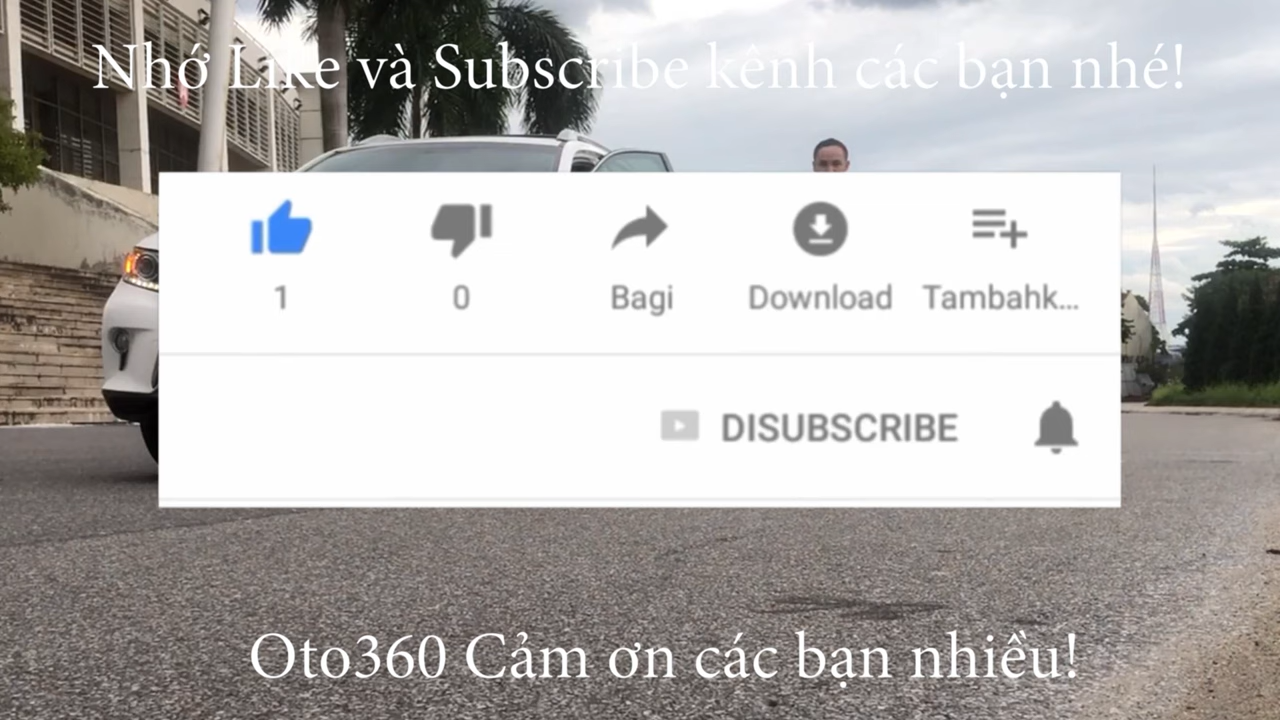 Nhớ Like và Subscribe kênh các bạn nhé!
1 0 Bagi Download Tambahk...
DISUBSCRIBE
Oto360 Cảm ơn các bạn nhiều!